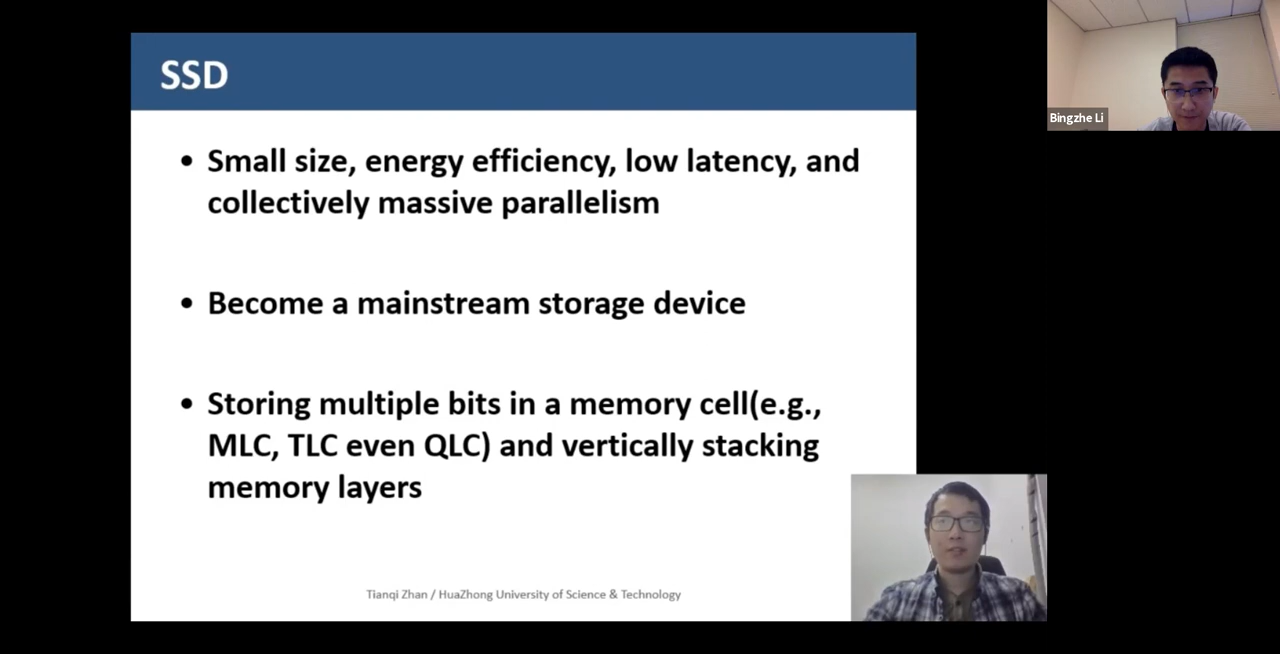 SSD
• Small size, energy efficiency, low latency, and
collectively massive parallelism
• Become a mainstream storage device
• Storing multiple bits in a memory cell(e.g.,
MLC, TLC even QLC) and vertically stacking
memory layers
Tianqi Zhan / HuaZhong University of Science & Technology
Bingzhe Li